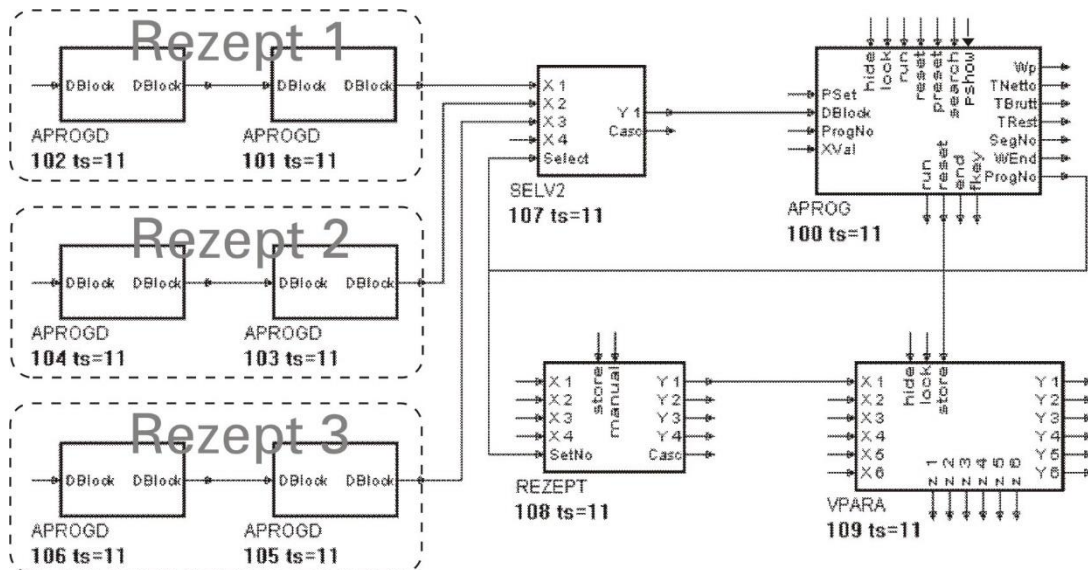 Rezept 1
DBlock DBlock
DBlock DBlock
APROGD
102 ts=11
APROGD
101 ts=11
Rezept 2
DBlock DBlock
DBlock DBlock
APROGD
104 ts=11
APROGD
103 ts=11
Rezept 3
DBlock DBlock
DBlock DBlock
APROGD
106 ts=11
APROGD
105 ts=11
X 1
X 2
X 3
X 4
Select
Y 1
Casc
SELV2
107 ts=11
hide
look
run
reset
preset
search
Pshow
PSet
DBlock
ProgNo
XVal
Wp
TNetto
TBrutt
TRest
SegNo
WEnd
ProgNo
run
reset
end
fkey
APROG
100 ts=11
store
manual
X 1
X 2
X 3
X 4
SetNo
Y 1
Y 2
Y 3
Y 4
Casc
REZEPT
108 ts=11
hide
look
store
X 1
X 2
X 3
X 4
X 5
X 6
Y 1
Y 2
Y 3
Y 4
Y 5
Y 6
z 1
z 2
z 3
z 4
z 5
z 6
VPARA
109 ts=11